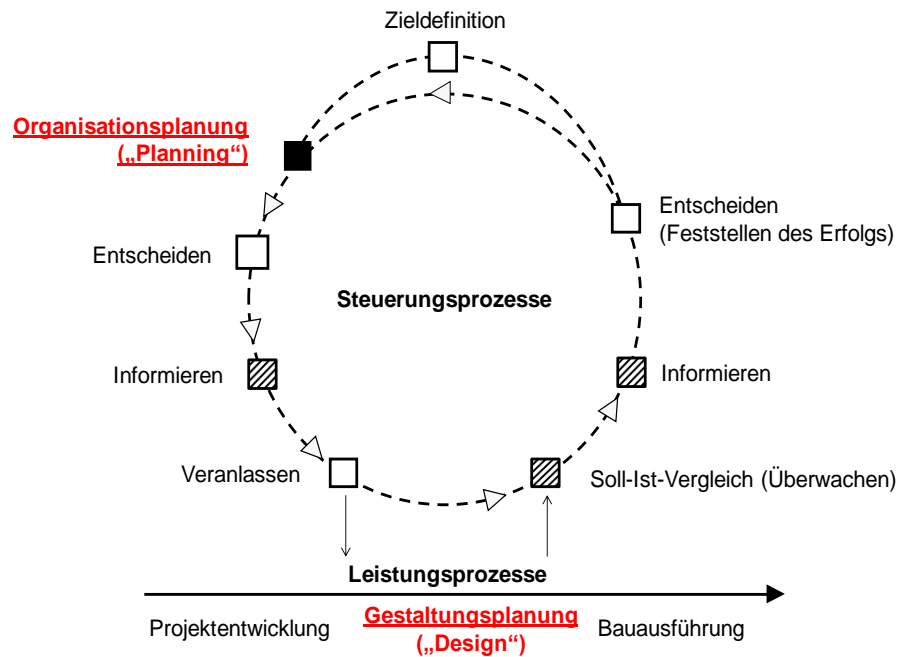 Zieldefinition
Organisationsplanung
(„Planning“)
Entscheiden
(Feststellen des Erfolgs)
Entscheiden
Steuerungsprozesse
Informieren
Informieren
Veranlassen
Soll-Ist-Vergleich (Überwachen)
Leistungsprozesse
Projektentwicklung
Gestaltungsplanung
(„Design“)
Bauausführung